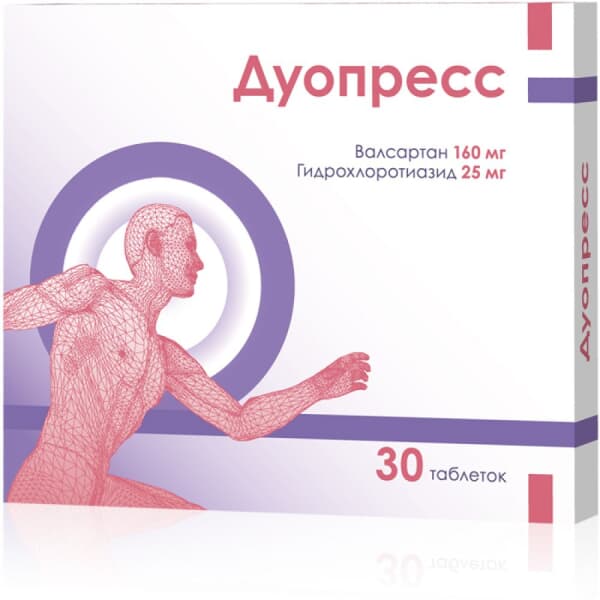 Дуопресс
Валсартан 160 мг
Гидрохлоротиазид 25 мг
30 таблеток
Дуопресс